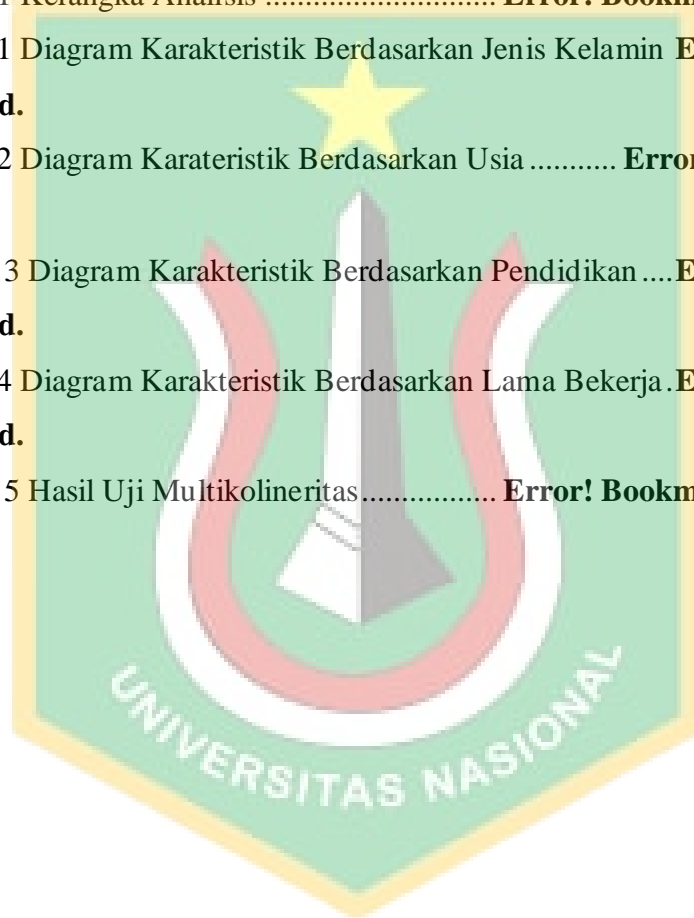 1 Kerangka Analisis .............................. Error! Bookm
1 Diagram Karakteristik Berdasarkan Jenis Kelamin E
d.
2 Diagram Karateristik Berdasarkan Usia ........... Error
3 Diagram Karakteristik Berdasarkan Pendidikan ....E
d.
4 Diagram Karakteristik Berdasarkan Lama Bekerja .E
d.
5 Hasil Uji Multikolineritas ................. Error! Bookm
UNIVERSITAS NASIONAL